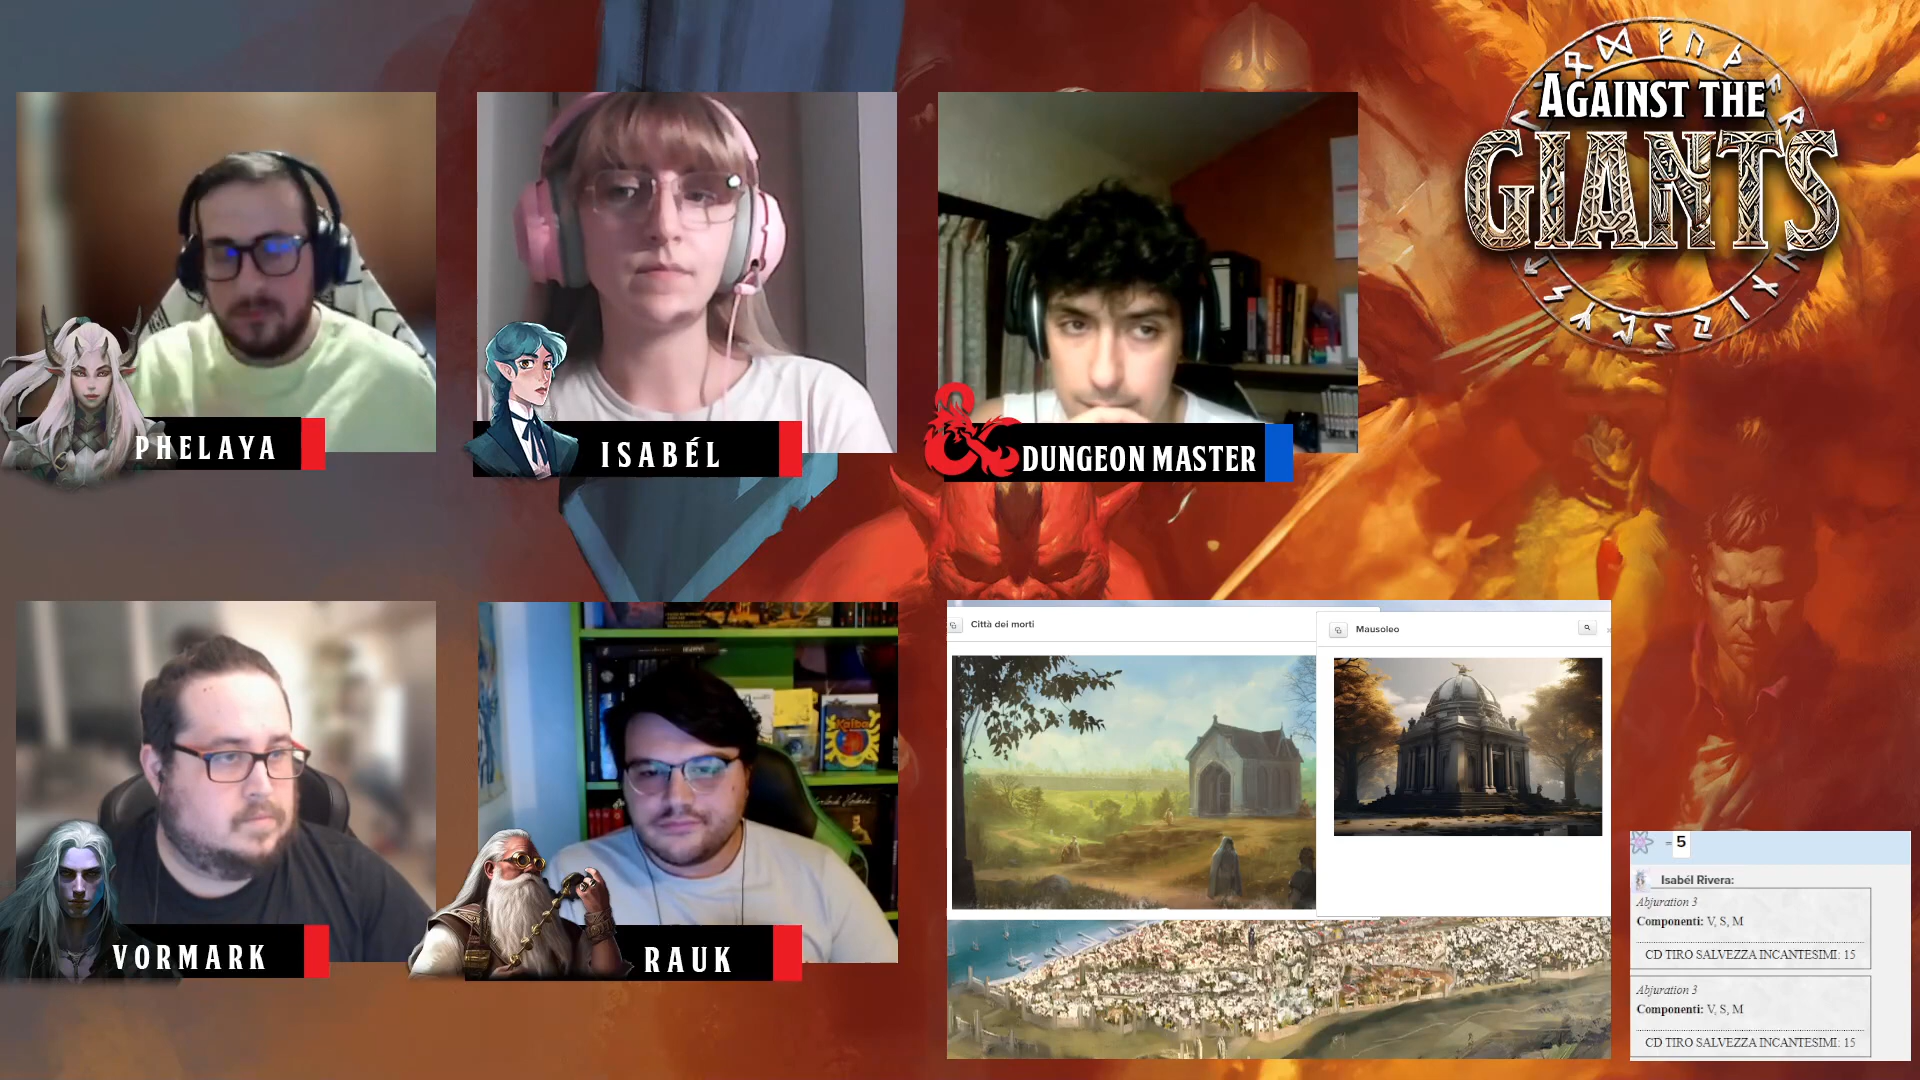 AGAINST THE
GIANTS
PHELAYA
ISABÉL
DUNGEON MASTER
VORMARK
RAUK
Kaiba
Città dei morti
Mausoleo
= 5
Isabél Rivera:
Abjuration 3
Componenti: V, S, M
CD TIRO SALVEZZA INCANTESIMI: 15
Abjuration 3
Componenti: V, S, M
CD TIRO SALVEZZA INCANTESIMI: 15